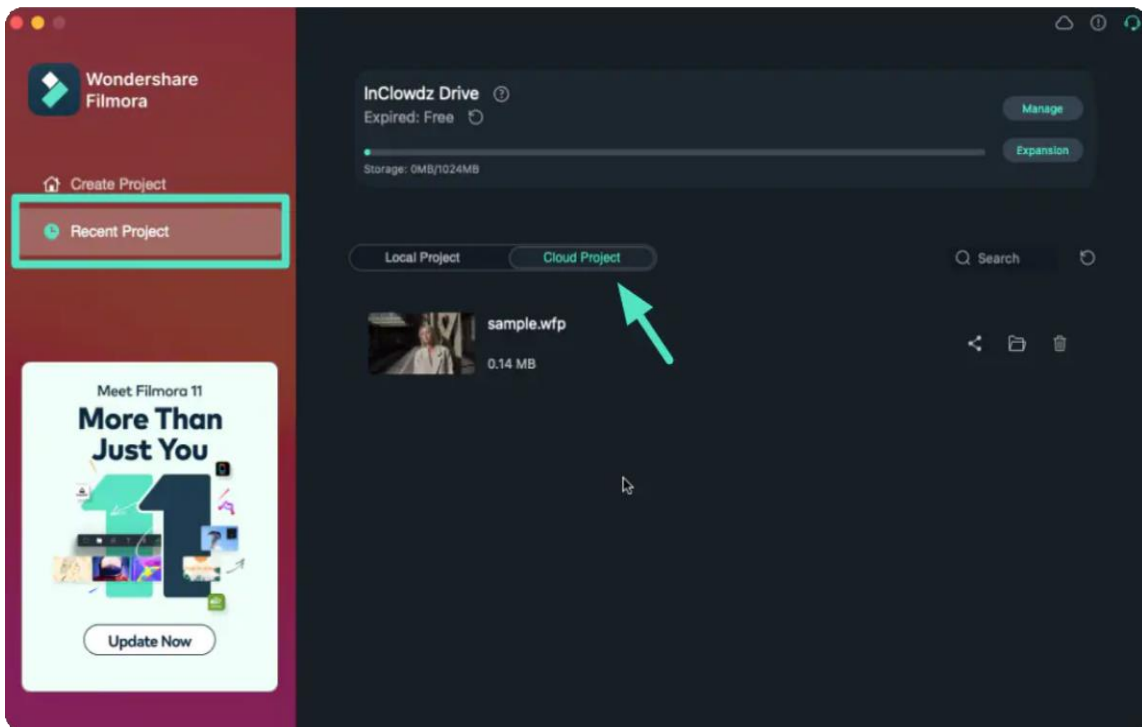 Wondershare
Filmora
Create Project
Recent Project
Meet Filmora 11
More Than
Just You
Update Now
InClowdz Drive
Expired: Free
Manage
Expansion
Storage: 0MB/1024MB
Local Project
Cloud Project
Search
sample.wfp
0.14 MB